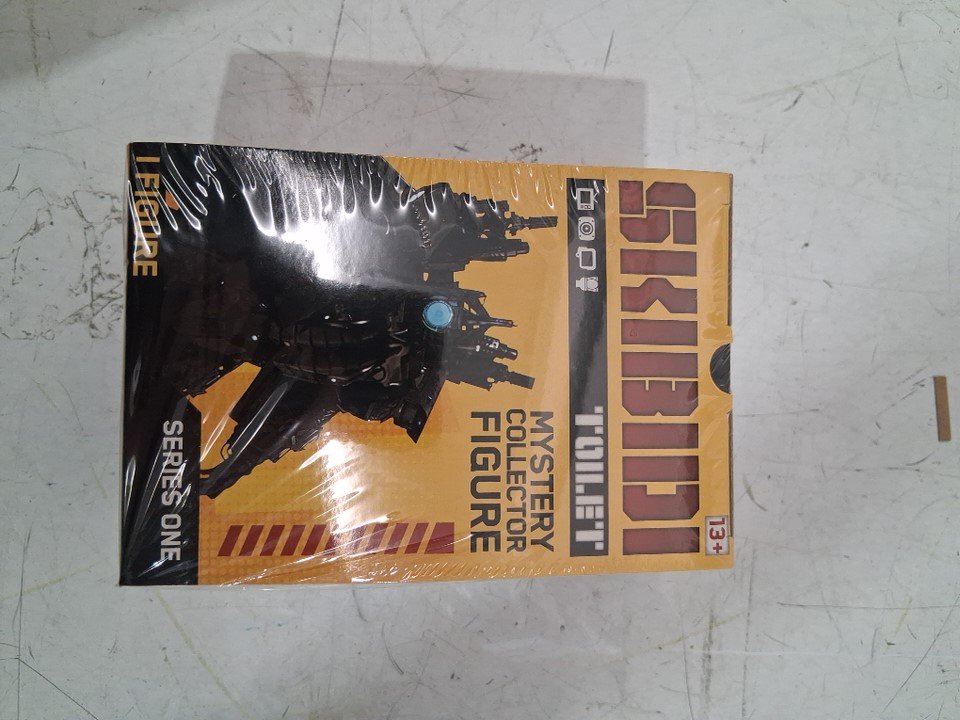 SKIBIDI
TOILET
13+
MYSTERY
COLLECTOR
FIGURE
1 FIGURE
SERIES ONE